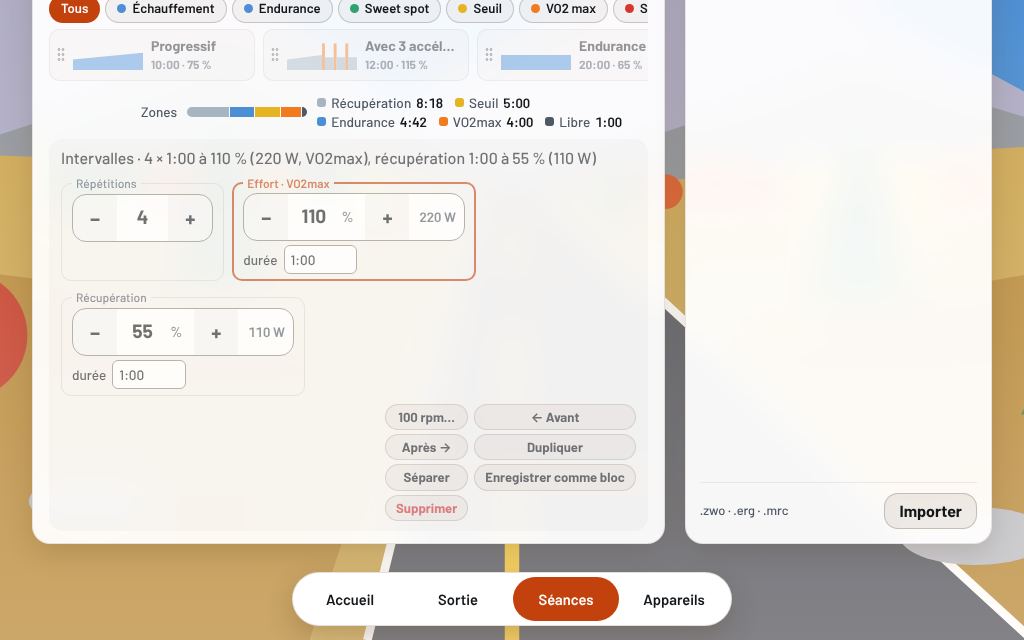 Tous Échauffement Endurance Sweet spot Seuil VO2 max S
Progressif Avec 3 accél... Endurance
10:00 · 75 % 12:00 · 115 % 20:00 · 65 %
Zones Récupération 8:18 Seuil 5:00
Endurance 4:42 VO2max 4:00 Libre 1:00
Intervalles · 4 × 1:00 à 110 % (220 W, VO2max), récupération 1:00 à 55 % (110 W)
Répétitions Effort · VO2max
− 4 + − 110 % + 220 W
durée 1:00
Récupération
− 55 % + 110 W
durée 1:00
100 rpm... ← Avant
Après → Dupliquer
Séparer Enregistrer comme bloc
Supprimer
.zwo · .erg · .mrc Importer
Accueil Sortie Séances Appareils